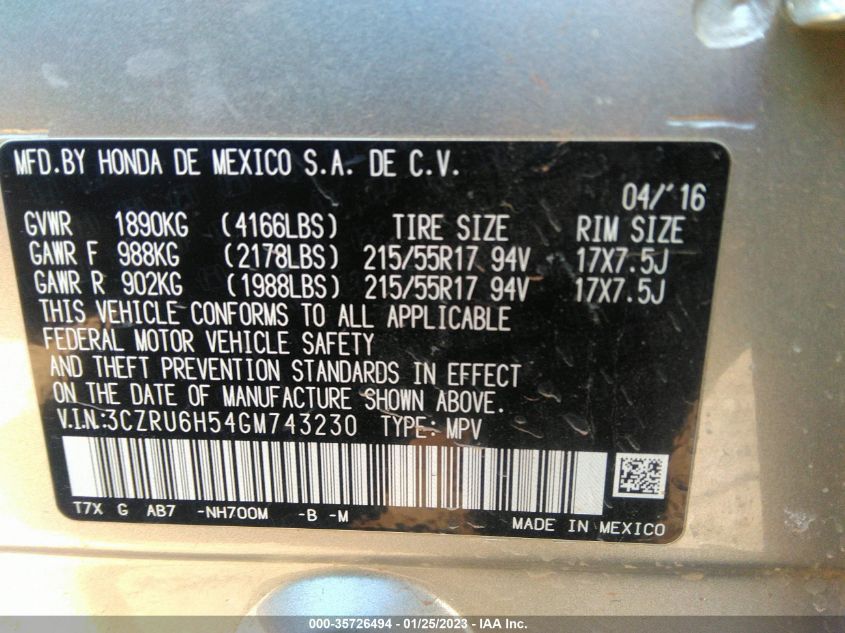 MFD.BY HONDA DE MEXICO S.A. DE C.V.
04/'16
GVWR 1890KG (4166LBS) TIRE SIZE RIM SIZE
GAWR F 988KG (2178LBS) 215/55R17 94V 17X7.5J
GAWR R 902KG (1988LBS) 215/55R17 94V 17X7.5J
THIS VEHICLE CONFORMS TO ALL APPLICABLE
FEDERAL MOTOR VEHICLE SAFETY
AND THEFT PREVENTION STANDARDS IN EFFECT
ON THE DATE OF MANUFACTURE SHOWN ABOVE.
V.I.N.:3CZRU6H54GM743230 TYPE: MPV
T7X G AB7 -NH700M -B -M
MADE IN MEXICO
000-35726494 - 01/25/2023 - IAA Inc.